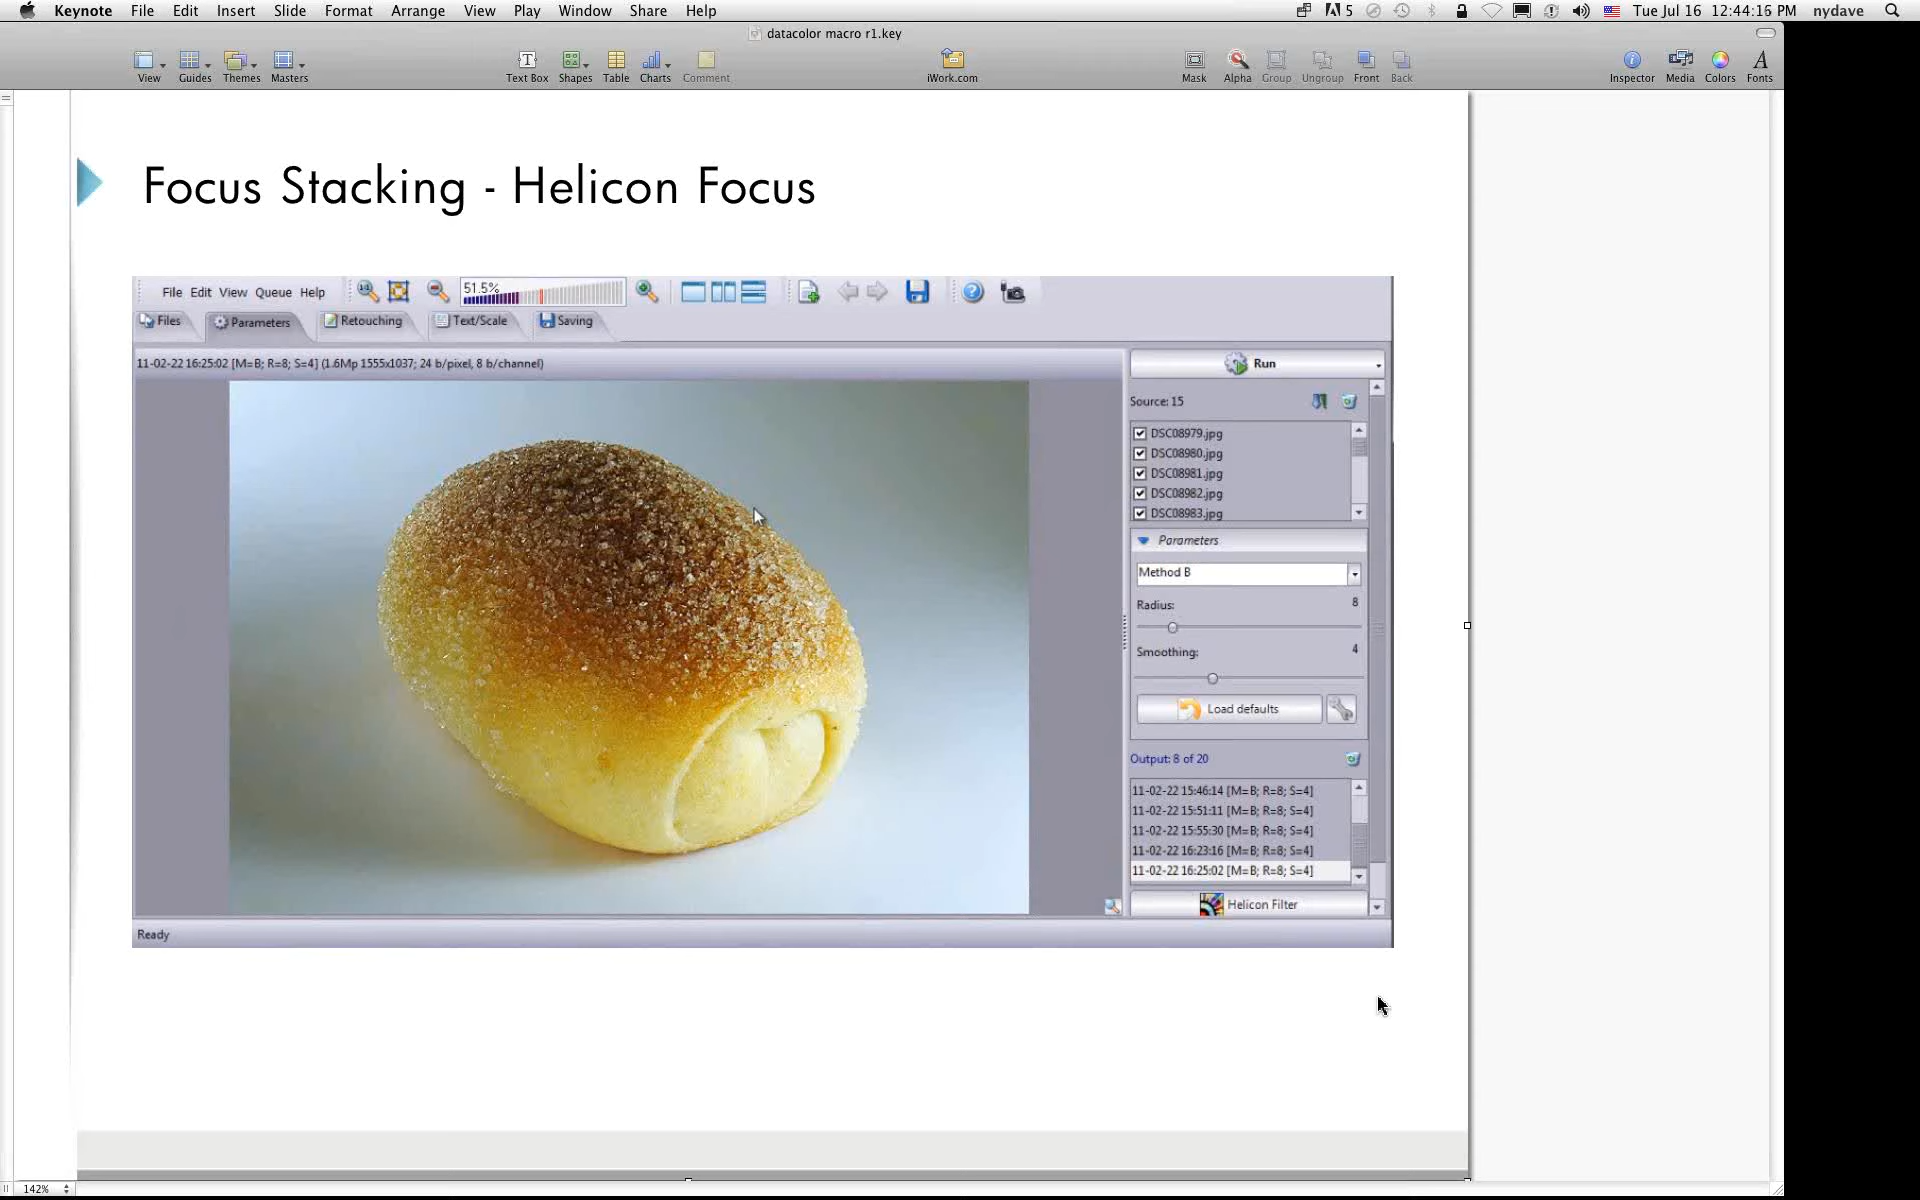 Keynote File Edit Insert Slide Format Arrange View Play Window Share Help 5 Tue Jul 16 12:44:16 PM nydave
datacolor macro r1.key
View Guides Themes Masters Text Box Shapes Table Charts Comment iWork.com Mask Alpha Group Ungroup Front Back Inspector Media Colors Fonts
Focus Stacking - Helicon Focus
File Edit View Queue Help 51.5%
Files Parameters Retouching Text/Scale Saving
11-02-22 16:25:02 [M=B; R=8; S=4] (1.6Mp 1555x1037; 24 b/pixel, 8 b/channel)
Run
Source: 15
DSC08979.jpg
DSC08980.jpg
DSC08981.jpg
DSC08982.jpg
DSC08983.jpg
Parameters
Method B
Radius: 8
Smoothing: 4
Load defaults
Output: 8 of 20
11-02-22 15:46:14 [M=B; R=8; S=4]
11-02-22 15:51:11 [M=B; R=8; S=4]
11-02-22 15:55:30 [M=B; R=8; S=4]
11-02-22 16:23:16 [M=B; R=8; S=4]
11-02-22 16:25:02 [M=B; R=8; S=4]
Helicon Filter
Ready
142%